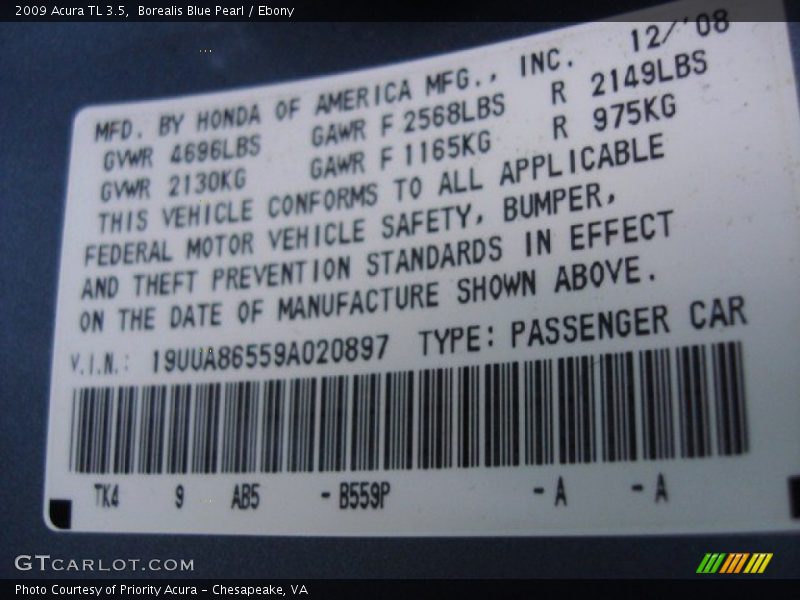 2009 Acura TL 3.5,  Borealis Blue Pearl / Ebony
MFD. BY HONDA OF AMERICA MFG., INC. 12/'08
GVWR 4696LBS GAWR F 2568LBS R 2149LBS
GVWR 2130KG GAWR F 1165KG R 975KG
THIS VEHICLE CONFORMS TO ALL APPLICABLE
FEDERAL MOTOR VEHICLE SAFETY, BUMPER,
AND THEFT PREVENTION STANDARDS IN EFFECT
ON THE DATE OF MANUFACTURE SHOWN ABOVE.
V.I.N.: 19UUA86559A020897 TYPE: PASSENGER CAR
TK4 9 AB5 - B559P - A - A
GTCARLOT.COM
Photo Courtesy of Priority Acura – Chesapeake, VA